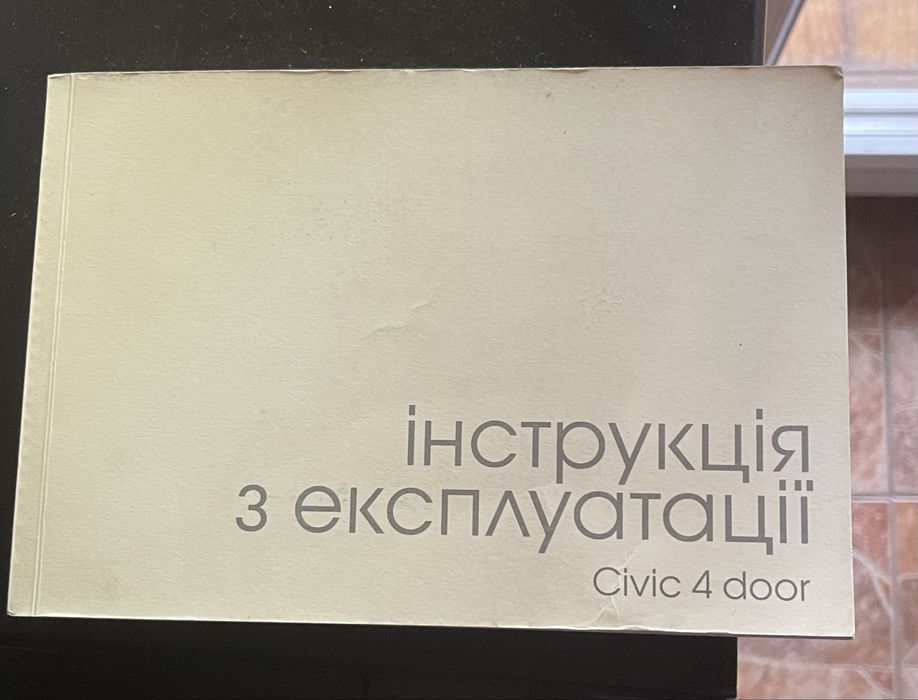 інструкція
з експлуатації
Civic 4 door